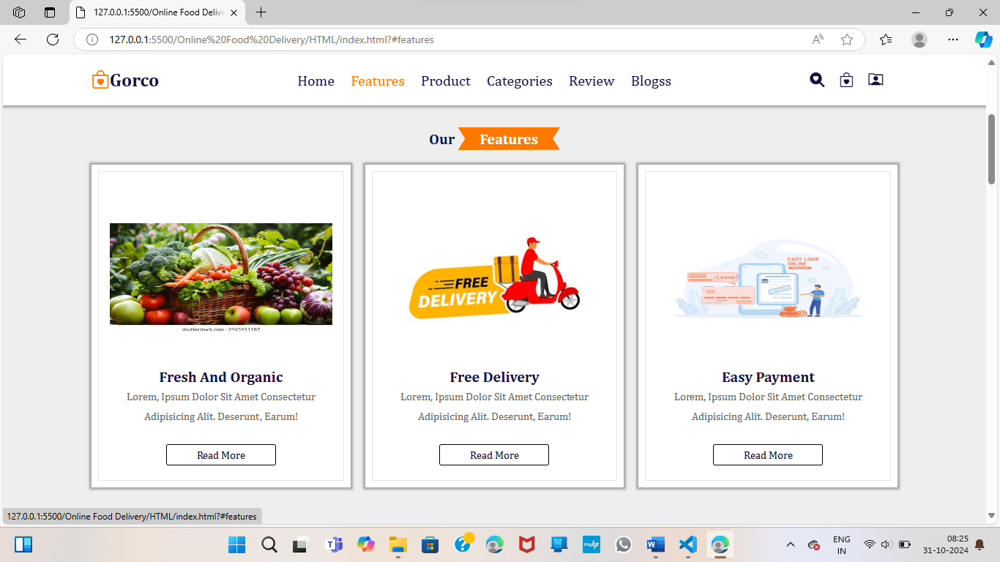 127.0.0.1:5500/Online Food Delive
127.0.0.1:5500/Online%20Food%20Delivery/HTML/index.html?#features
Gorco
Home Features Product Categories Review Blogss
Our Features
shutterstock.com · 2465411187
FREE
DELIVERY
EASY LOAN
ONLINE
Fresh And Organic
Lorem, Ipsum Dolor Sit Amet Consectetur
Adipisicing Alit. Deserunt, Earum!
Read More
Free Delivery
Lorem, Ipsum Dolor Sit Amet Consectetur
Adipisicing Alit. Deserunt, Earum!
Read More
Easy Payment
Lorem, Ipsum Dolor Sit Amet Consectetur
Adipisicing Alit. Deserunt, Earum!
Read More
127.0.0.1:5500/Online Food Delivery/HTML/index.html?#features
myhp
ENG
IN
08:25
31-10-2024